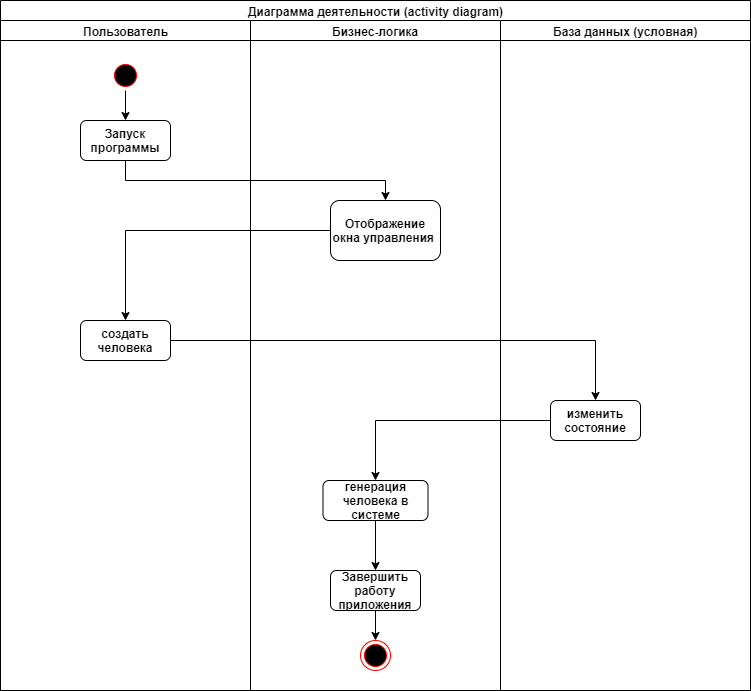 Диаграмма деятельности (activity diagram)
Пользователь
Бизнес-логика
База данных (условная)
Запуск
программы
Отображение
окна управления
создать
человека
изменить
состояние
генерация
человека в
системе
Завершить
работу
приложения